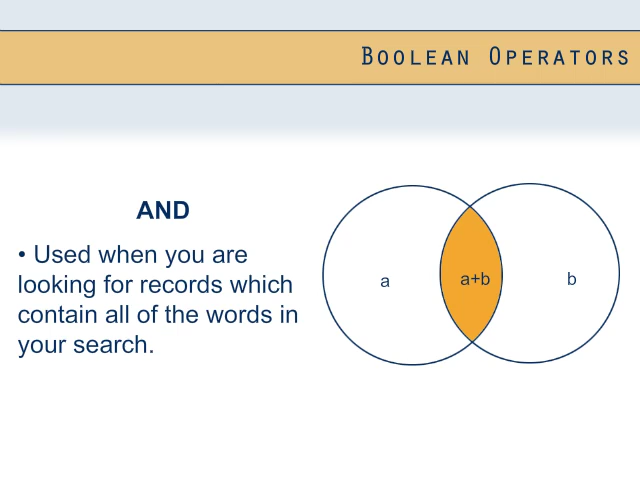 BOOLEAN OPERATORS
AND
• Used when you are
looking for records which
contain all of the words in
your search.
a
a+b
b